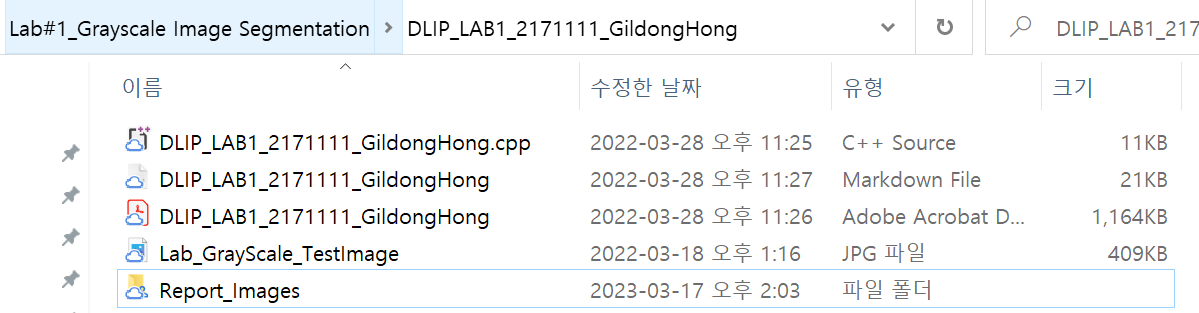 Lab#1_Grayscale Image Segmentation > DLIP_LAB1_2171111_GildongHong DLIP_LAB1_217
이름 수정한 날짜 유형 크기
DLIP_LAB1_2171111_GildongHong.cpp 2022-03-28 오후 11:25 C++ Source 11KB
DLIP_LAB1_2171111_GildongHong 2022-03-28 오후 11:27 Markdown File 21KB
DLIP_LAB1_2171111_GildongHong 2022-03-28 오후 11:26 Adobe Acrobat D... 1,164KB
Lab_GrayScale_TestImage 2022-03-18 오후 1:16 JPG 파일 409KB
Report_Images 2023-03-17 오후 2:03 파일 폴더